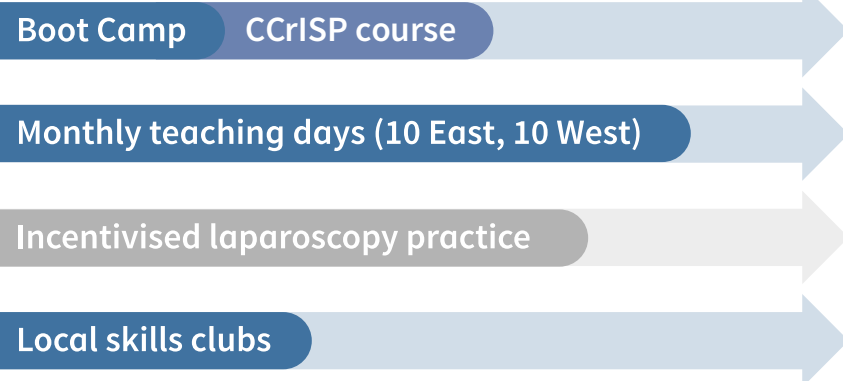 Boot Camp CCrISP course
Monthly teaching days (10 East, 10 West)
Incentivised laparoscopy practice
Local skills clubs